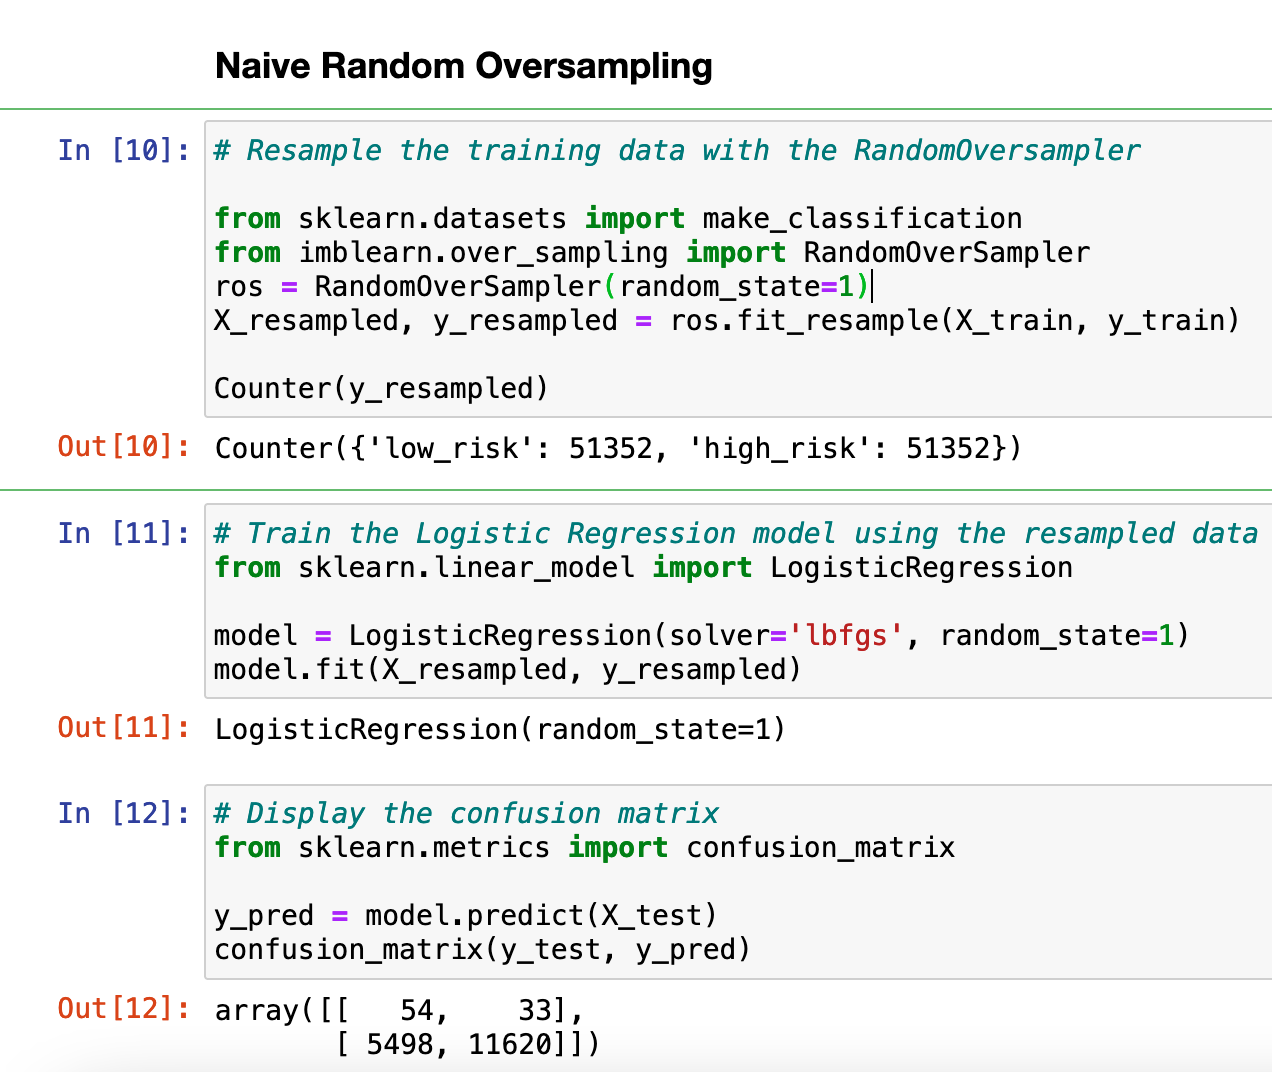 Naive Random Oversampling
In [10]: # Resample the training data with the RandomOversampler
from sklearn.datasets import make_classification
from imblearn.over_sampling import RandomOverSampler
ros = RandomOverSampler(random_state=1)
X_resampled, y_resampled = ros.fit_resample(X_train, y_train)
Counter(y_resampled)
Out[10]: Counter({'low_risk': 51352, 'high_risk': 51352})
In [11]: # Train the Logistic Regression model using the resampled data
from sklearn.linear_model import LogisticRegression
model = LogisticRegression(solver='lbfgs', random_state=1)
model.fit(X_resampled, y_resampled)
Out[11]: LogisticRegression(random_state=1)
In [12]: # Display the confusion matrix
from sklearn.metrics import confusion_matrix
y_pred = model.predict(X_test)
confusion_matrix(y_test, y_pred)
Out[12]: array([[   54,    33],
[ 5498, 11620]])